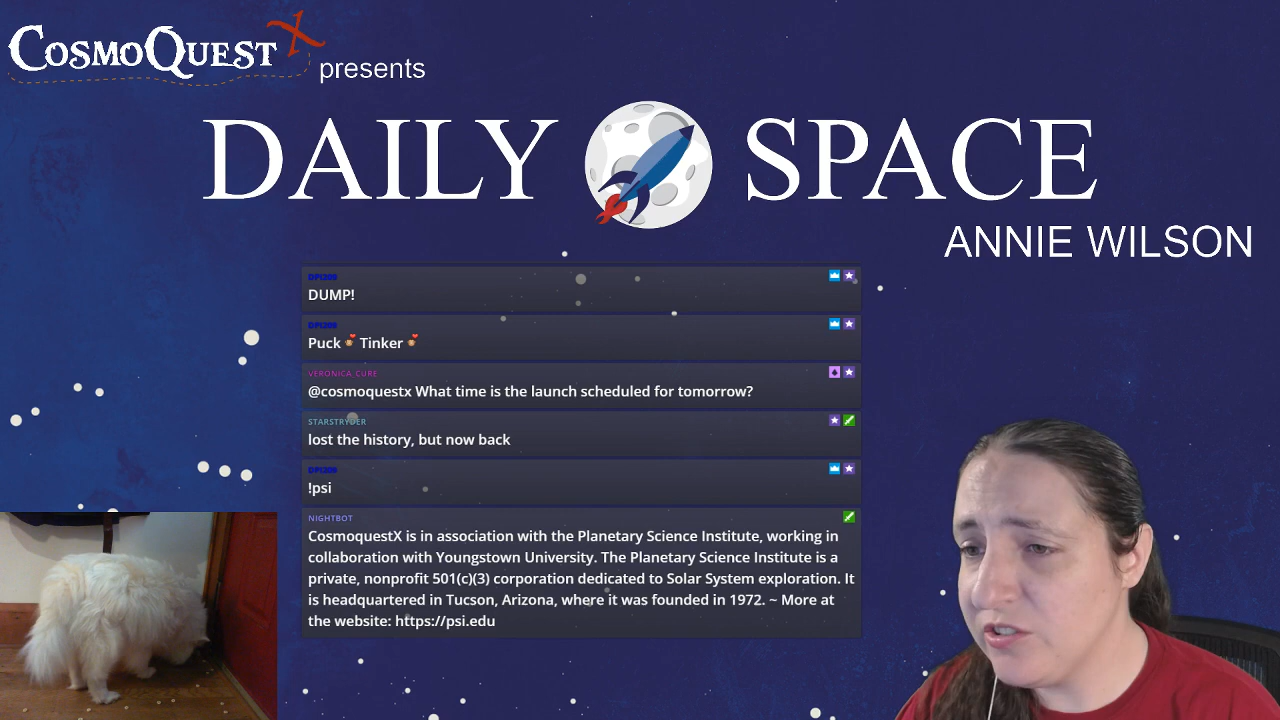 CosmoQuest X
presents
DAILY SPACE
ANNIE WILSON
DUMP!
Puck Tinker
VERONICA CURE
@cosmoquestx What time is the launch scheduled for tomorrow?
STARSTRYDER
lost the history, but now back
!psi
NIGHTBOT
CosmoquestX is in association with the Planetary Science Institute, working in
collaboration with Youngstown University. The Planetary Science Institute is a
private, nonprofit 501(c)(3) corporation dedicated to Solar System exploration. It
is headquartered in Tucson, Arizona, where it was founded in 1972. ~ More at
the website: https://psi.edu